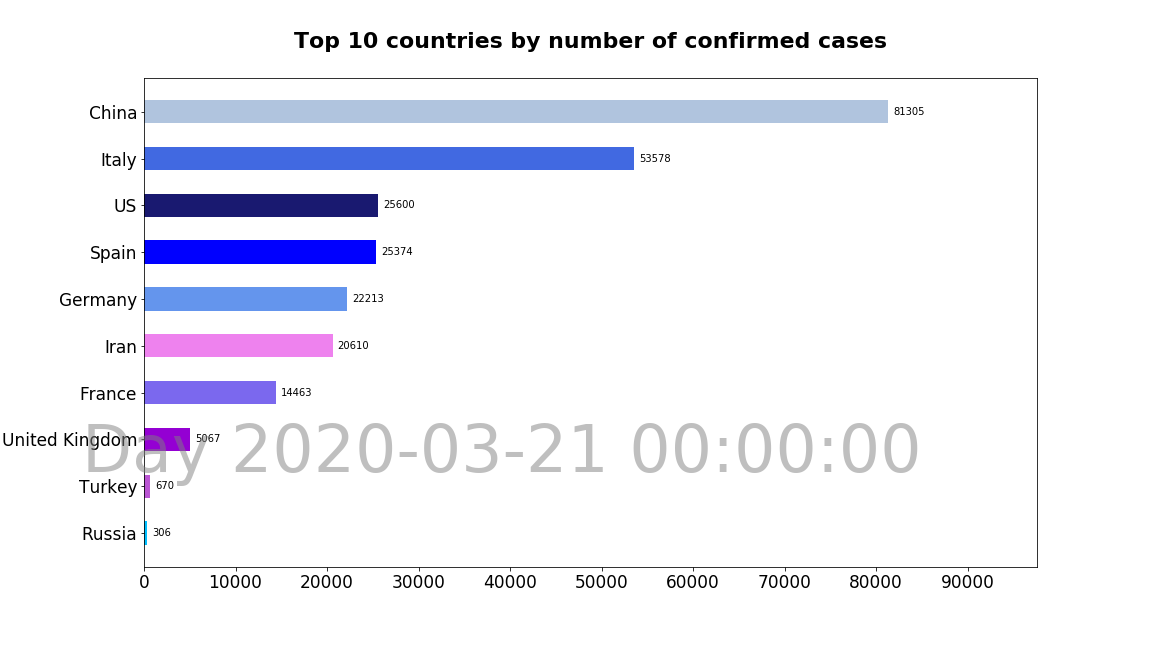 Top 10 countries by number of confirmed cases
China 81305
Italy 53578
US 25600
Spain 25374
Germany 22213
Iran 20610
France 14463
United Kingdom 5067
Day 2020-03-21 00:00:00
Turkey 670
Russia 306
0 10000 20000 30000 40000 50000 60000 70000 80000 90000